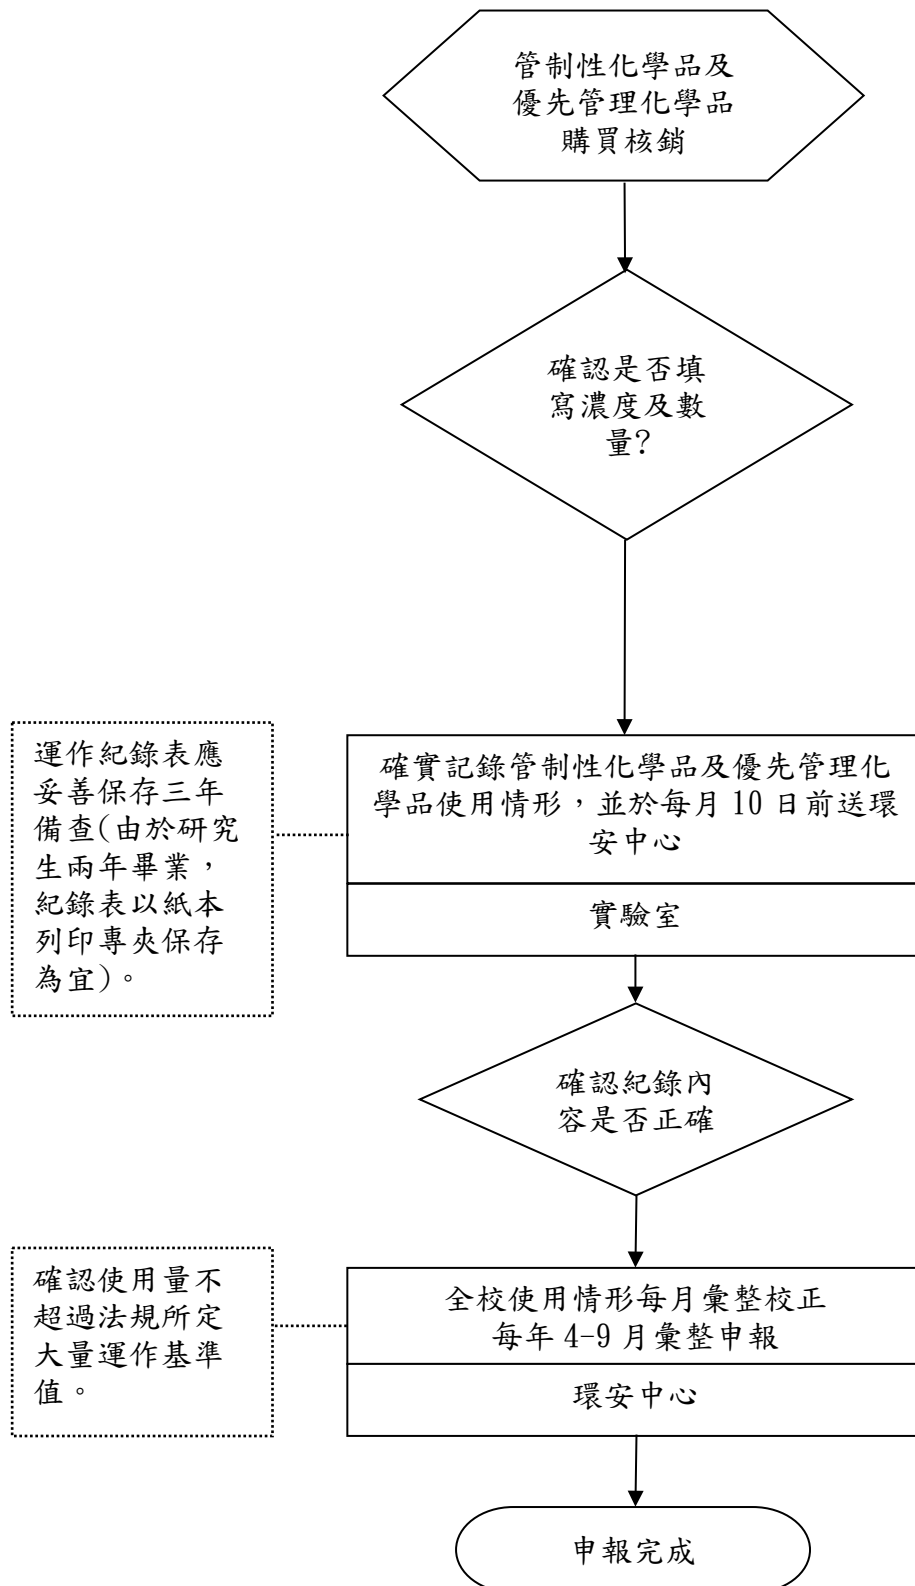 管制性化學品及
優先管理化學品
購買核銷
確認是否填
寫濃度及數
量?
運作紀錄表應
妥善保存三年
備查(由於研究
生兩年畢業，
紀錄表以紙本
列印專夾保存
為宜)。
確實記錄管制性化學品及優先管理化
學品使用情形，並於每月 10 日前送環
安中心
實驗室
確認紀錄內
容是否正確
確認使用量不
超過法規所定
大量運作基準
值。
全校使用情形每月彙整校正
每年 4-9 月彙整申報
環安中心
申報完成